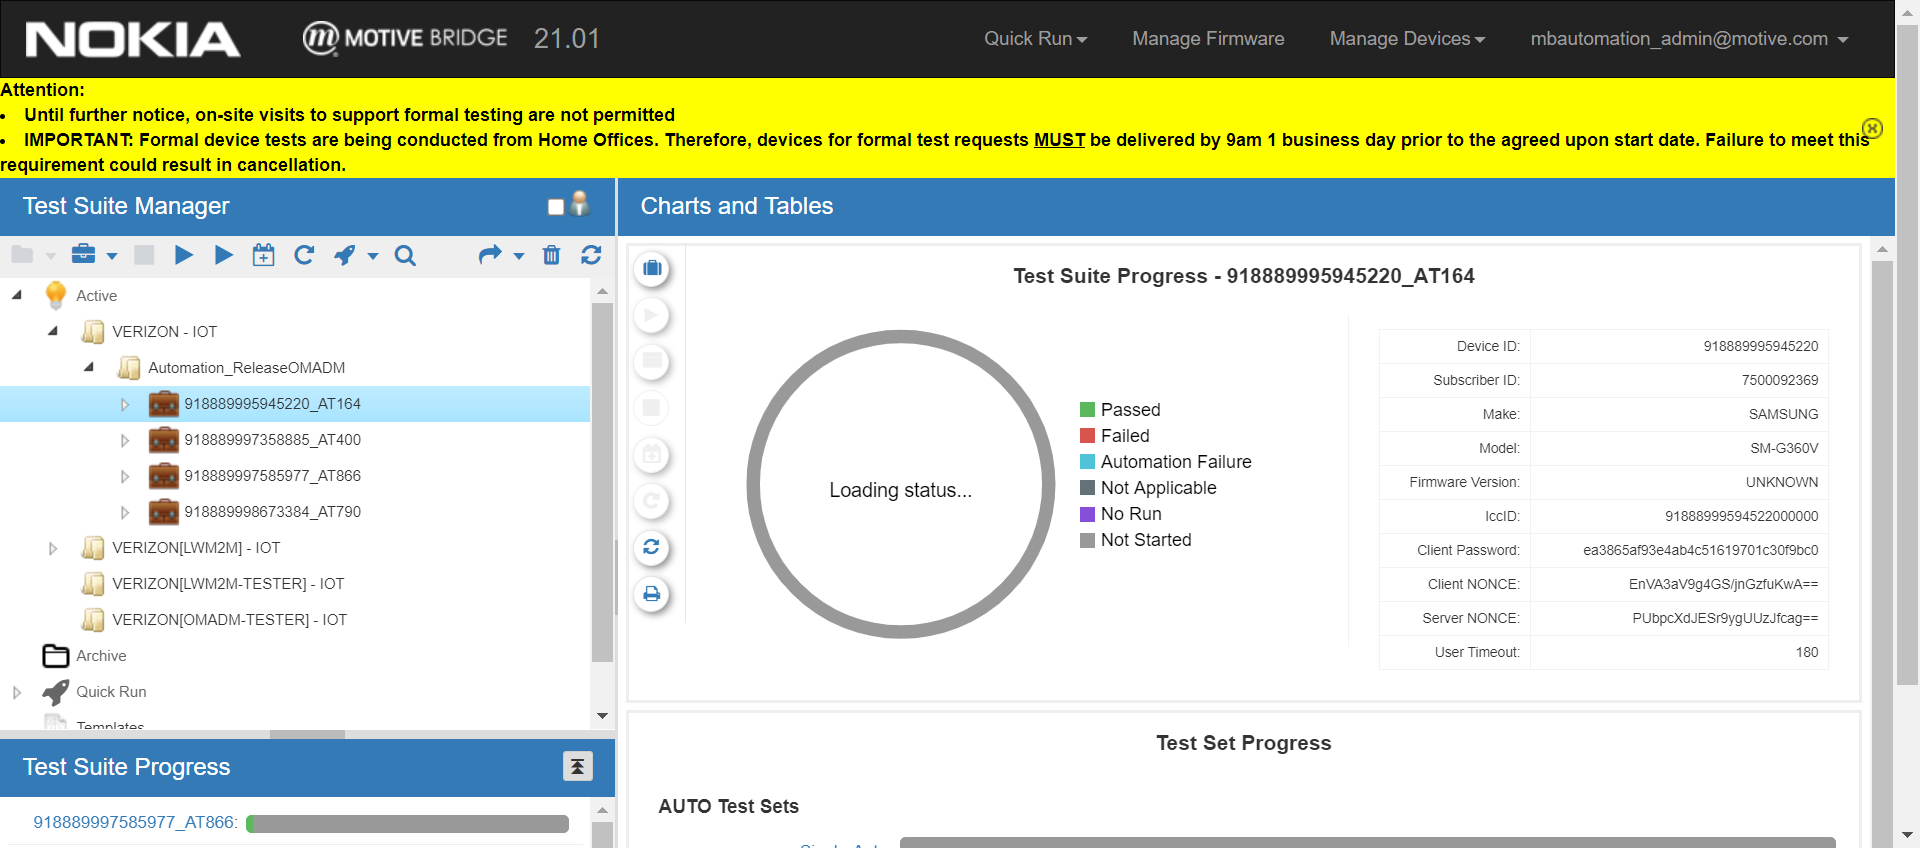 NOKIA
MOTIVE BRIDGE 21.01
Quick Run
Manage Firmware
Manage Devices
mbautomation_admin@motive.com
Attention:
• Until further notice, on-site visits to support formal testing are not permitted
• IMPORTANT: Formal device tests are being conducted from Home Offices. Therefore, devices for formal test requests MUST be delivered by 9am 1 business day prior to the agreed upon start date. Failure to meet this
requirement could result in cancellation.
Test Suite Manager
Active
VERIZON - IOT
Automation_ReleaseOMADM
918889995945220_AT164
918889997358885_AT400
918889997585977_AT866
918889998673384_AT790
VERIZON[LWM2M] - IOT
VERIZON[LWM2M-TESTER] - IOT
VERIZON[OMADM-TESTER] - IOT
Archive
Quick Run
Templates
Test Suite Progress
918889997585977_AT866:
Charts and Tables
Test Suite Progress - 918889995945220_AT164
Loading status...
Passed
Failed
Automation Failure
Not Applicable
No Run
Not Started
Device ID: 918889995945220
Subscriber ID: 7500092369
Make: SAMSUNG
Model: SM-G360V
Firmware Version: UNKNOWN
IccID: 91888999594522000000
Client Password: ea3865af93e4ab4c51619701c30f9bc0
Client NONCE: EnVA3aV9g4GS/jnGzfuKwA==
Server NONCE: PUbpcXdJESr9ygUUzJfcag==
User Timeout: 180
Test Set Progress
AUTO Test Sets